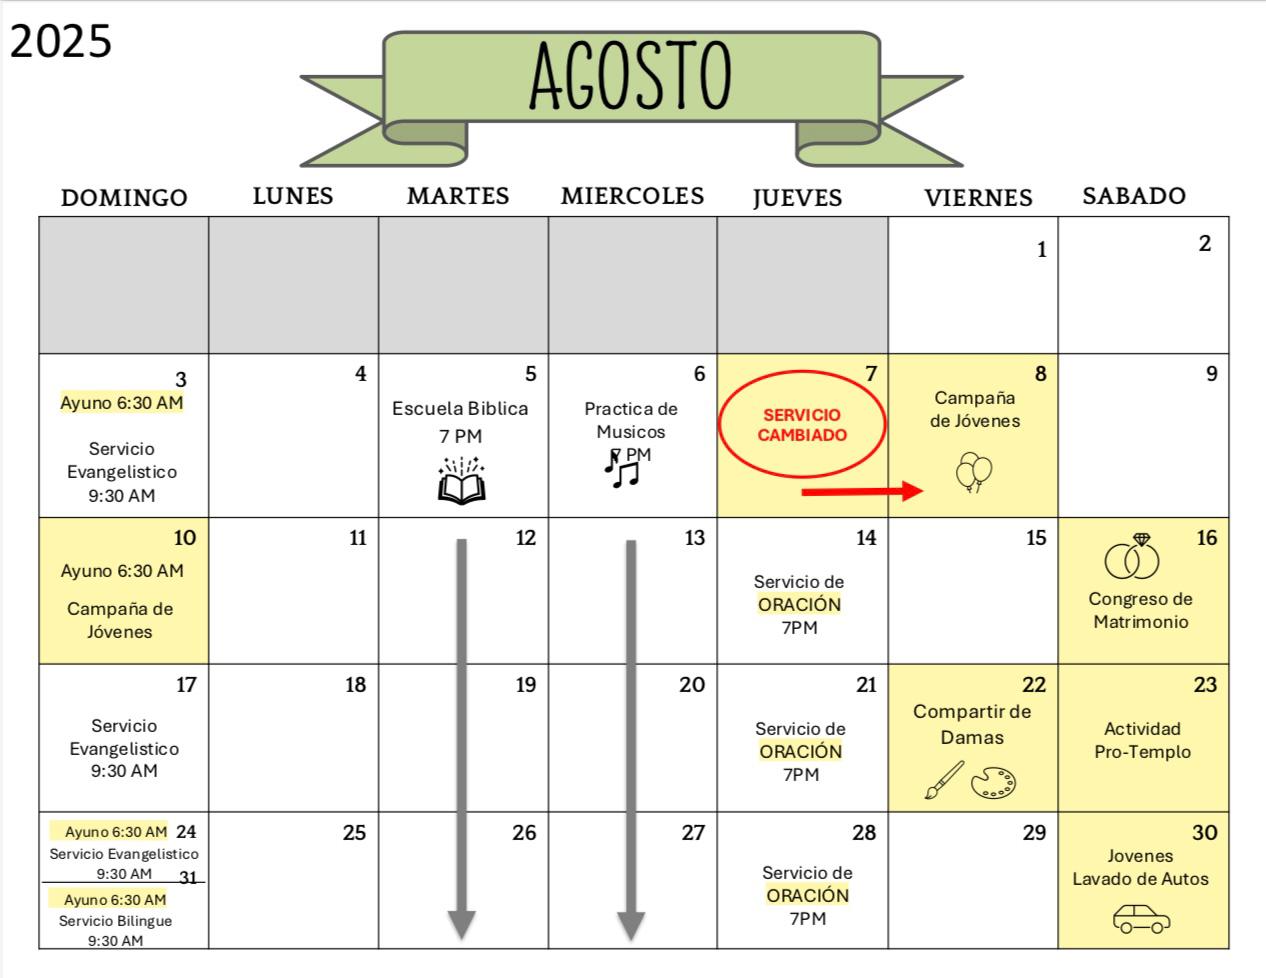 2025
AGOSTO
DOMINGO LUNES MARTES MIERCOLES JUEVES VIERNES SABADO
1
2
3
Ayuno 6:30 AM
Servicio
Evangelistico
9:30 AM
4
5
Escuela Biblica
7 PM
6
Practica de
Musicos
7 PM
7
SERVICIO
CAMBIADO
8
Campaña
de Jóvenes
9
10
Ayuno 6:30 AM
Campaña de
Jóvenes
11
12
13
14
Servicio de
ORACIÓN
7PM
15
16
Congreso de
Matrimonio
17
Servicio
Evangelistico
9:30 AM
18
19
20
21
Servicio de
ORACIÓN
7PM
22
Compartir de
Damas
23
Actividad
Pro-Templo
Ayuno 6:30 AM 24
Servicio Evangelistico
9:30 AM
31
Ayuno 6:30 AM
Servicio Bilingue
9:30 AM
25
26
27
28
Servicio de
ORACIÓN
7PM
29
30
Jovenes
Lavado de Autos